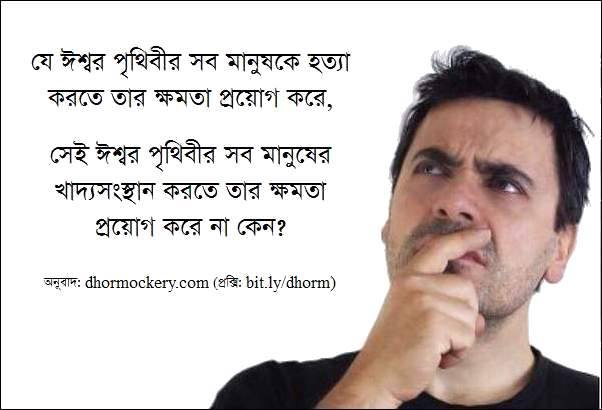 যে ঈশ্বর পৃথিবীর সব মানুষকে হত্যা
করতে তার ক্ষমতা প্রয়োগ করে,
সেই ঈশ্বর পৃথিবীর সব মানুষের
খাদ্যসংস্থান করতে তার ক্ষমতা
প্রয়োগ করে না কেন?
অনুবাদ: dhormockery.com (প্রক্সি: bit.ly/dhorm)